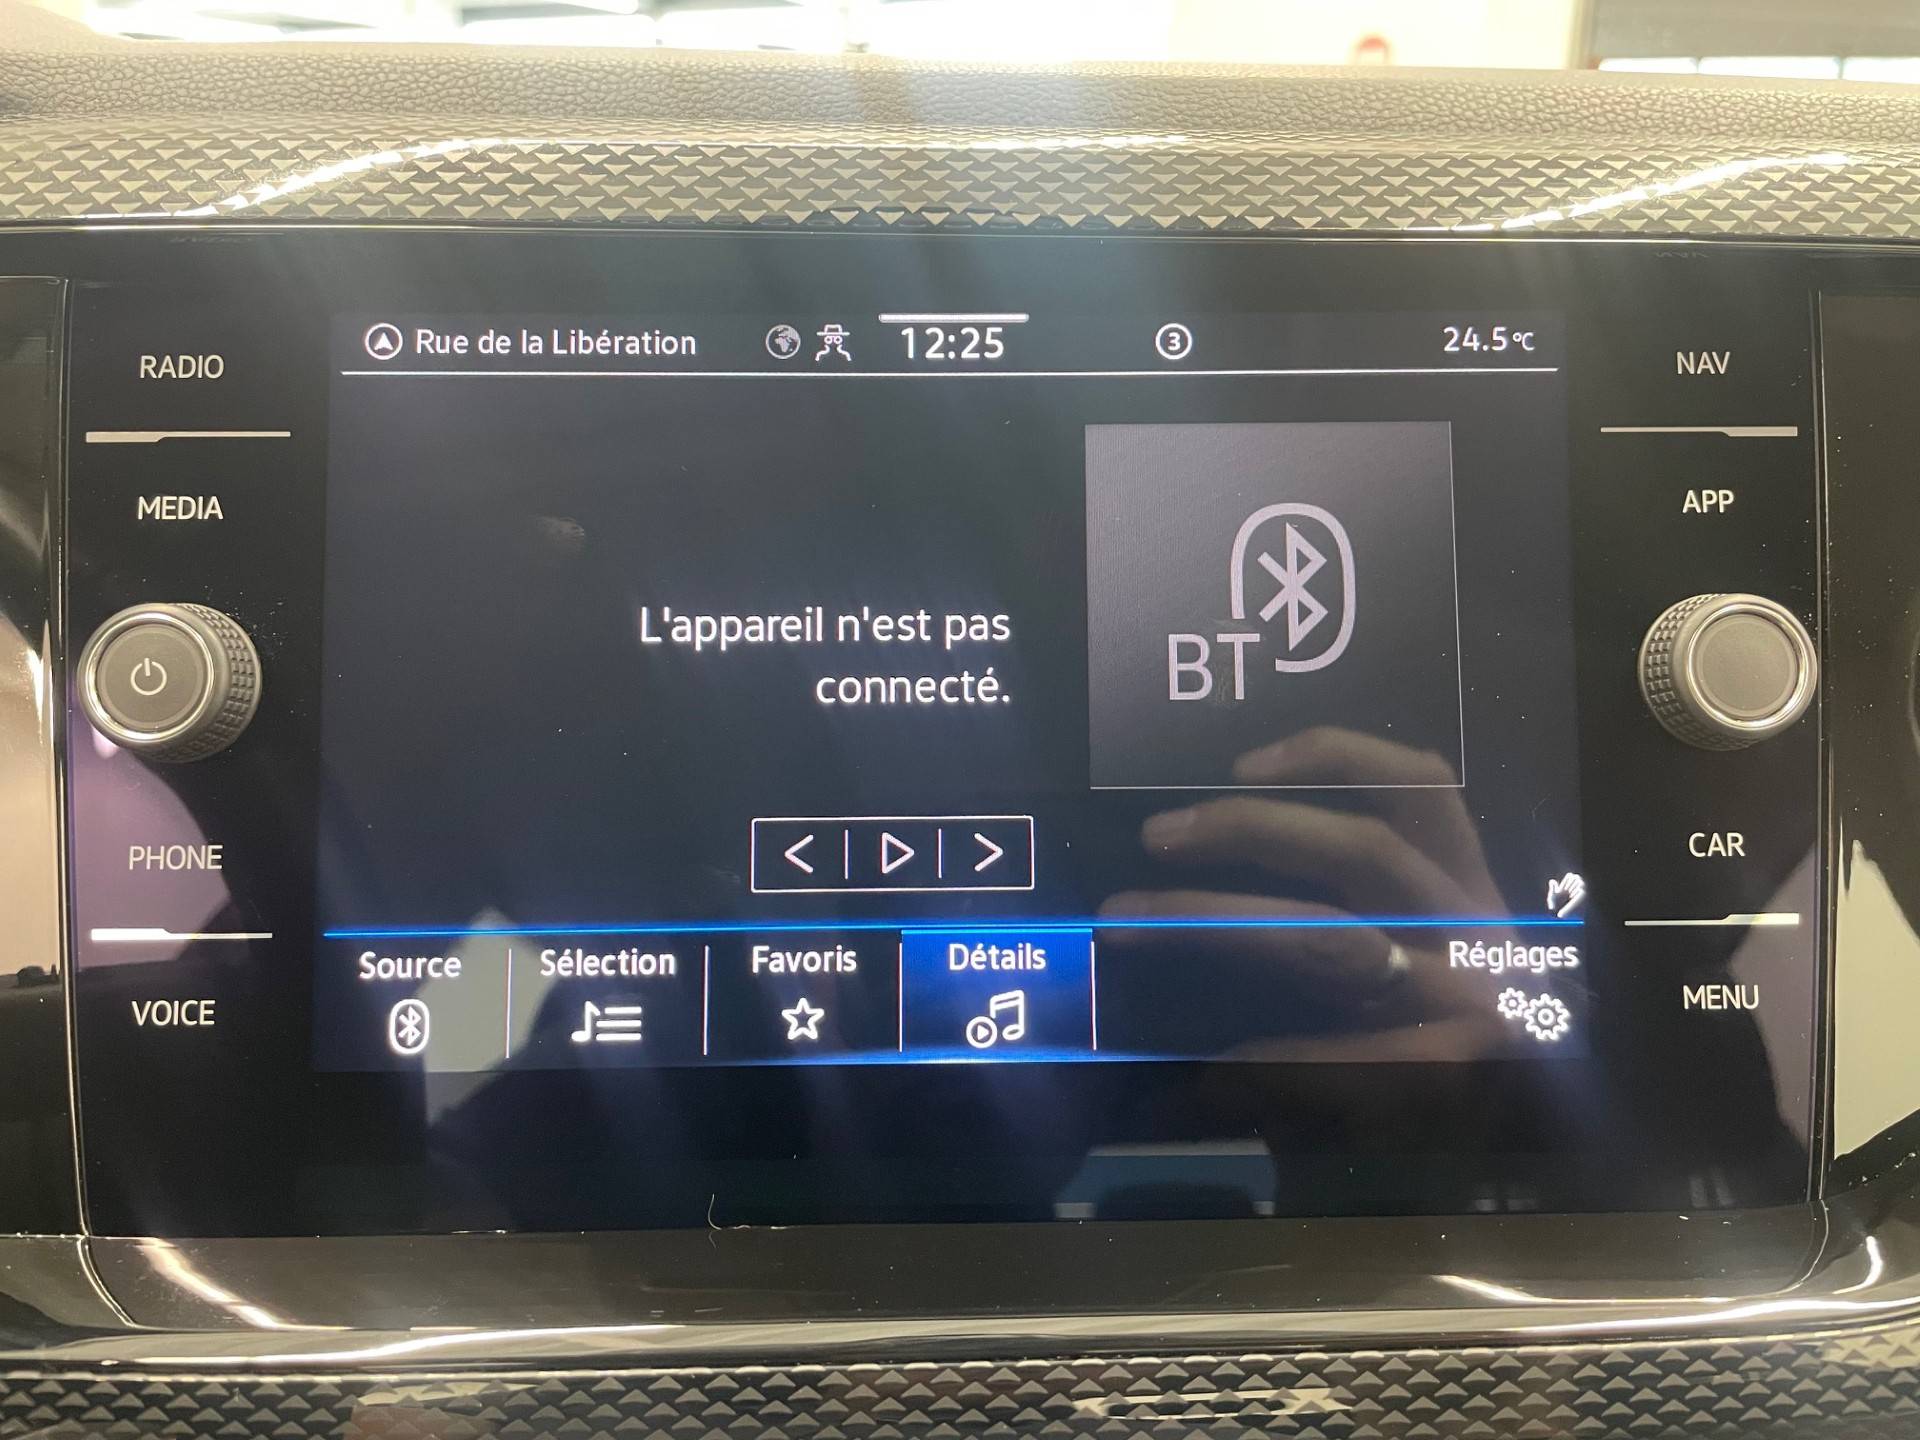 Rue de la Libération 12:25 3 24.5°C
RADIO
NAV
MEDIA
APP
BT
L'appareil n'est pas
connecté.
PHONE
CAR
Source
Sélection
Favoris
Détails
Réglages
VOICE
MENU